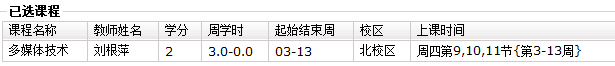 已选课程
课程名称 教师姓名 学分 周学时 起始结束周 校区 上课时间
多媒体技术 刘根萍 2 3.0-0.0 03-13 北校区 周四第9,10,11节{第3-13周}